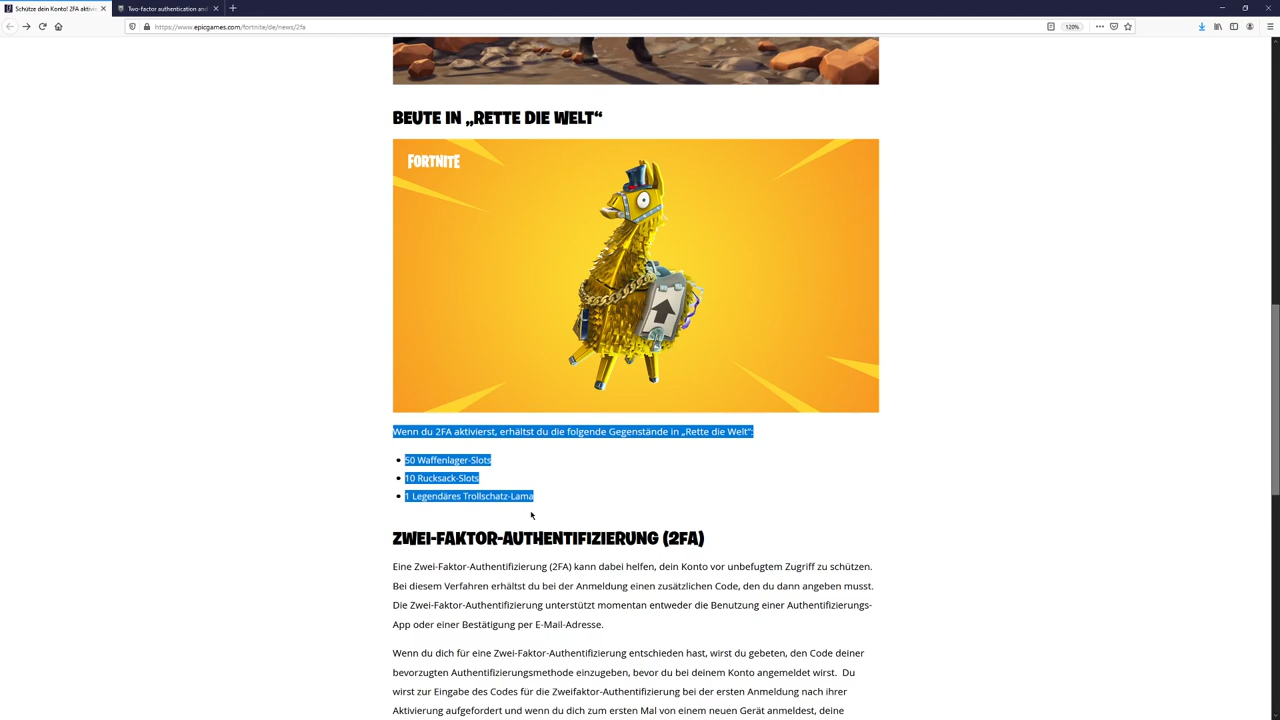 Schütze dein Konto! 2FA aktivie
Two-factor authentication and
https://www.epicgames.com/fortnite/de/news/2fa
120%
BEUTE IN „RETTE DIE WELT“
FORTNITE
Wenn du 2FA aktivierst, erhältst du die folgende Gegenstände in „Rette die Welt“:
50 Waffenlager-Slots
10 Rucksack-Slots
1 Legendäres Trollschatz-Lama
ZWEI-FAKTOR-AUTHENTIFIZIERUNG (2FA)
Eine Zwei-Faktor-Authentifizierung (2FA) kann dabei helfen, dein Konto vor unbefugtem Zugriff zu schützen.
Bei diesem Verfahren erhältst du bei der Anmeldung einen zusätzlichen Code, den du dann angeben musst.
Die Zwei-Faktor-Authentifizierung unterstützt momentan entweder die Benutzung einer Authentifizierungs-
App oder einer Bestätigung per E-Mail-Adresse.
Wenn du dich für eine Zwei-Faktor-Authentifizierung entschieden hast, wirst du gebeten, den Code deiner
bevorzugten Authentifizierungsmethode einzugeben, bevor du bei deinem Konto angemeldet wirst. Du
wirst zur Eingabe des Codes für die Zweifaktor-Authentifizierung bei der ersten Anmeldung nach ihrer
Aktivierung aufgefordert und wenn du dich zum ersten Mal von einem neuen Gerät anmeldest, deine